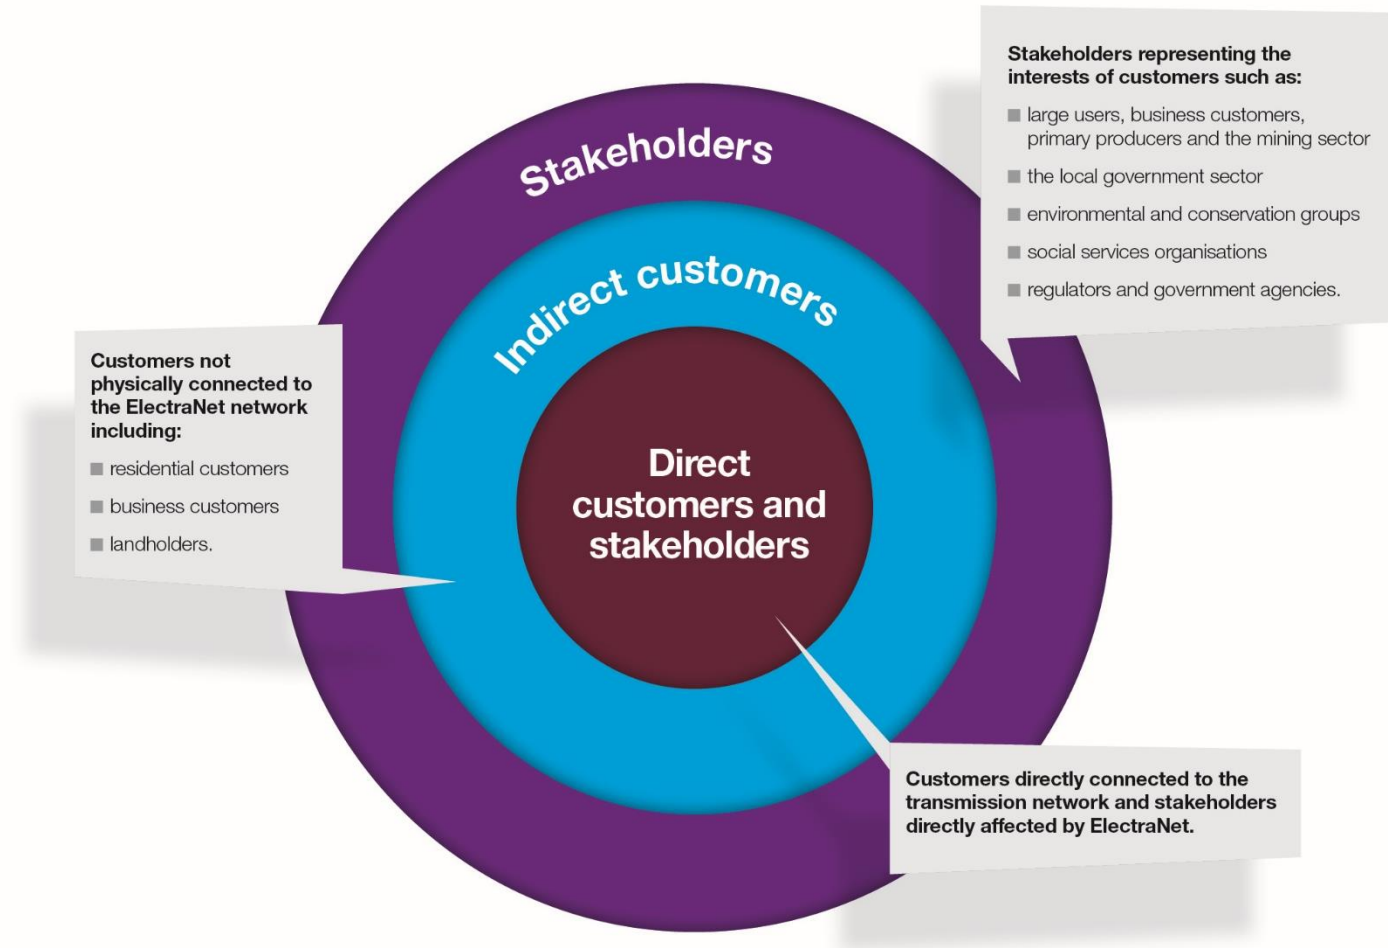 Stakeholders representing the
interests of customers such as:
large users, business customers,
primary producers and the mining sector
the local government sector
environmental and conservation groups
social services organisations
regulators and government agencies.
Stakeholders
Indirect customers
Customers not
physically connected to
the ElectraNet network
including:
residential customers
business customers
landholders.
Direct
customers and
stakeholders
Customers directly connected to the
transmission network and stakeholders
directly affected by ElectraNet.